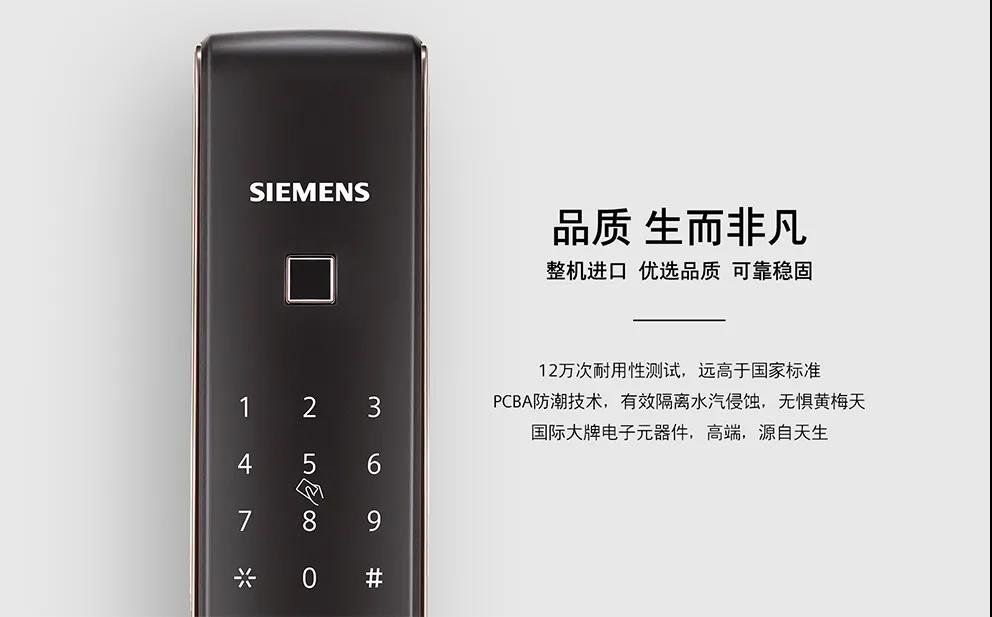 SIEMENS
1 2 3
4 5 6
7 8 9
* 0 #
品质 生而非凡
整机进口 优选品质 可靠稳固
12万次耐用性测试，远高于国家标准
PCBA防潮技术，有效隔离水汽侵蚀，无惧黄梅天
国际大牌电子元器件，高端，源自天生